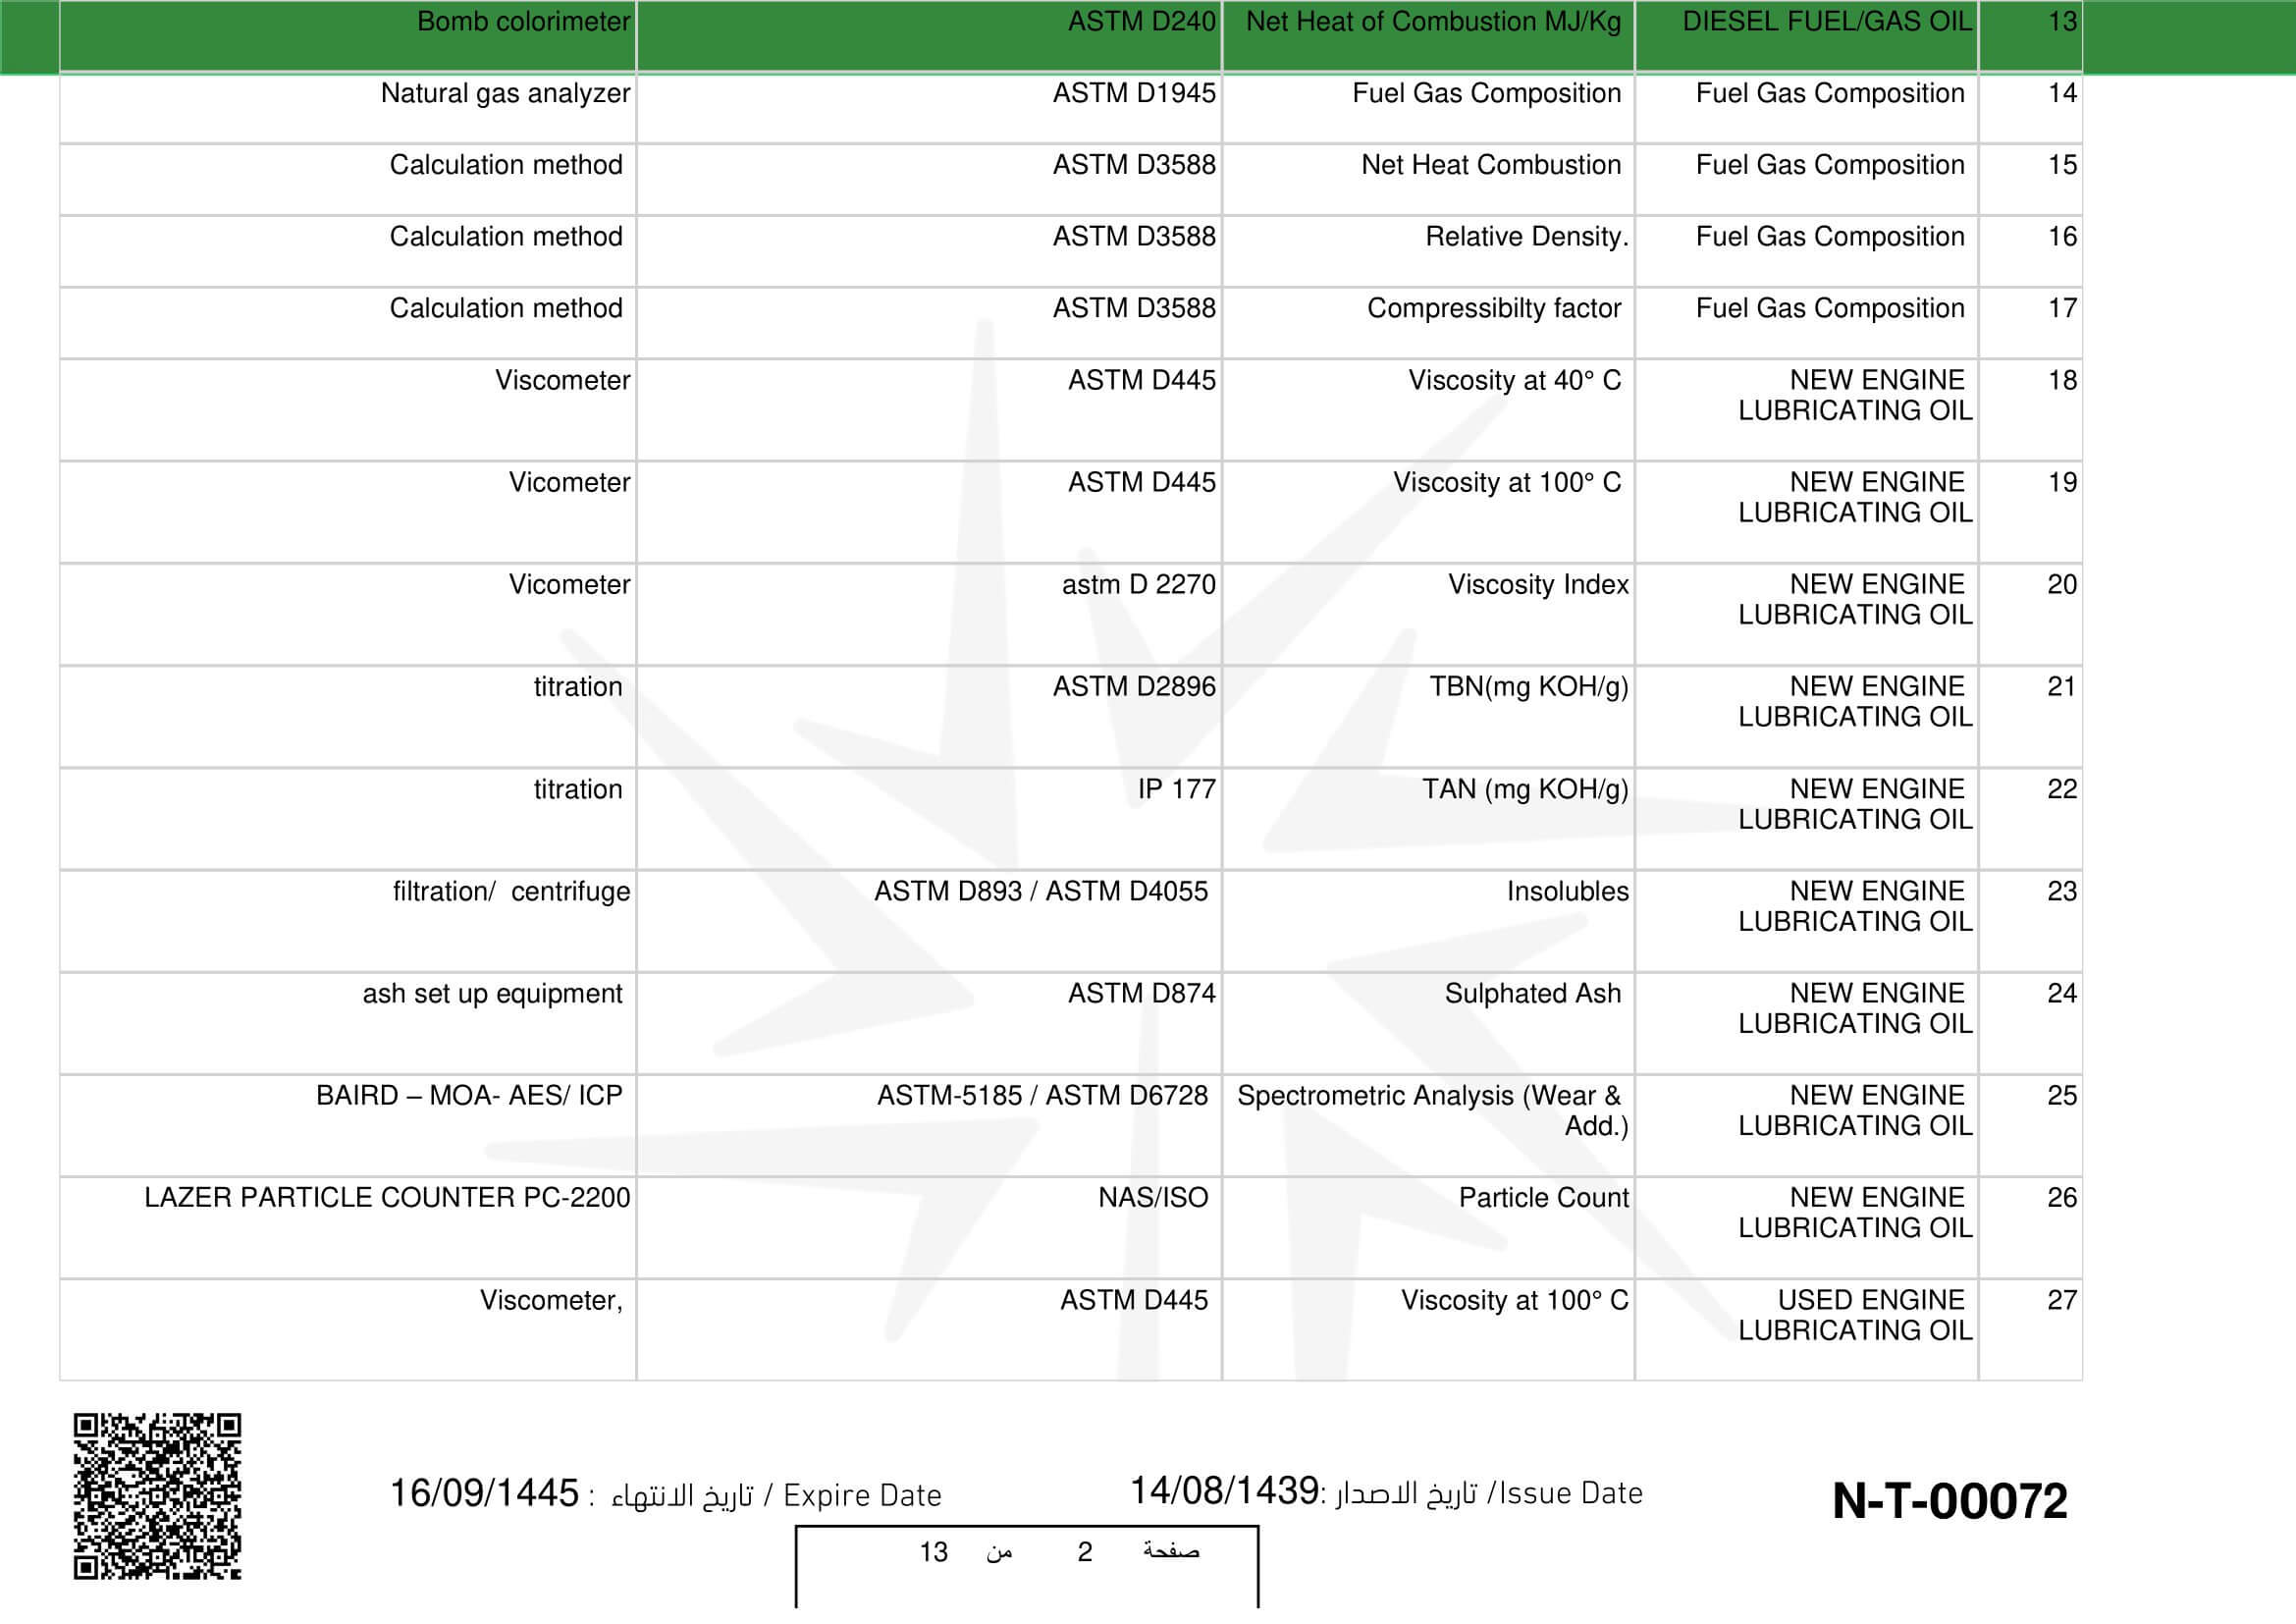 13 DIESEL FUEL/GAS OIL Net Heat of Combustion MJ/Kg ASTM D240 Bomb colorimeter
14 Fuel Gas Composition Fuel Gas Composition ASTM D1945 Natural gas analyzer
15 Fuel Gas Composition Net Heat Combustion ASTM D3588 Calculation method
16 Fuel Gas Composition Relative Density. ASTM D3588 Calculation method
17 Fuel Gas Composition Compressibilty factor ASTM D3588 Calculation method
18 NEW ENGINE Viscosity at 40° C ASTM D445 Viscometer
LUBRICATING OIL
19 NEW ENGINE Viscosity at 100° C ASTM D445 Vicometer
LUBRICATING OIL
20 NEW ENGINE Viscosity Index astm D 2270 Vicometer
LUBRICATING OIL
21 NEW ENGINE TBN(mg KOH/g) ASTM D2896 titration
LUBRICATING OIL
22 NEW ENGINE TAN (mg KOH/g) IP 177 titration
LUBRICATING OIL
23 NEW ENGINE Insolubles ASTM D893 / ASTM D4055 filtration/ centrifuge
LUBRICATING OIL
24 NEW ENGINE Sulphated Ash ASTM D874 ash set up equipment
LUBRICATING OIL
25 NEW ENGINE Spectrometric Analysis (Wear & ASTM-5185 / ASTM D6728 BAIRD – MOA- AES/ ICP
LUBRICATING OIL Add.)
26 NEW ENGINE Particle Count NAS/ISO LAZER PARTICLE COUNTER PC-2200
LUBRICATING OIL
27 USED ENGINE Viscosity at 100° C ASTM D445 Viscometer,
LUBRICATING OIL
N-T-00072
Issue Date/ تاريخ الاصدار :14/08/1439
Expire Date / تاريخ الانتهاء : 16/09/1445
صفحة 2 من 13